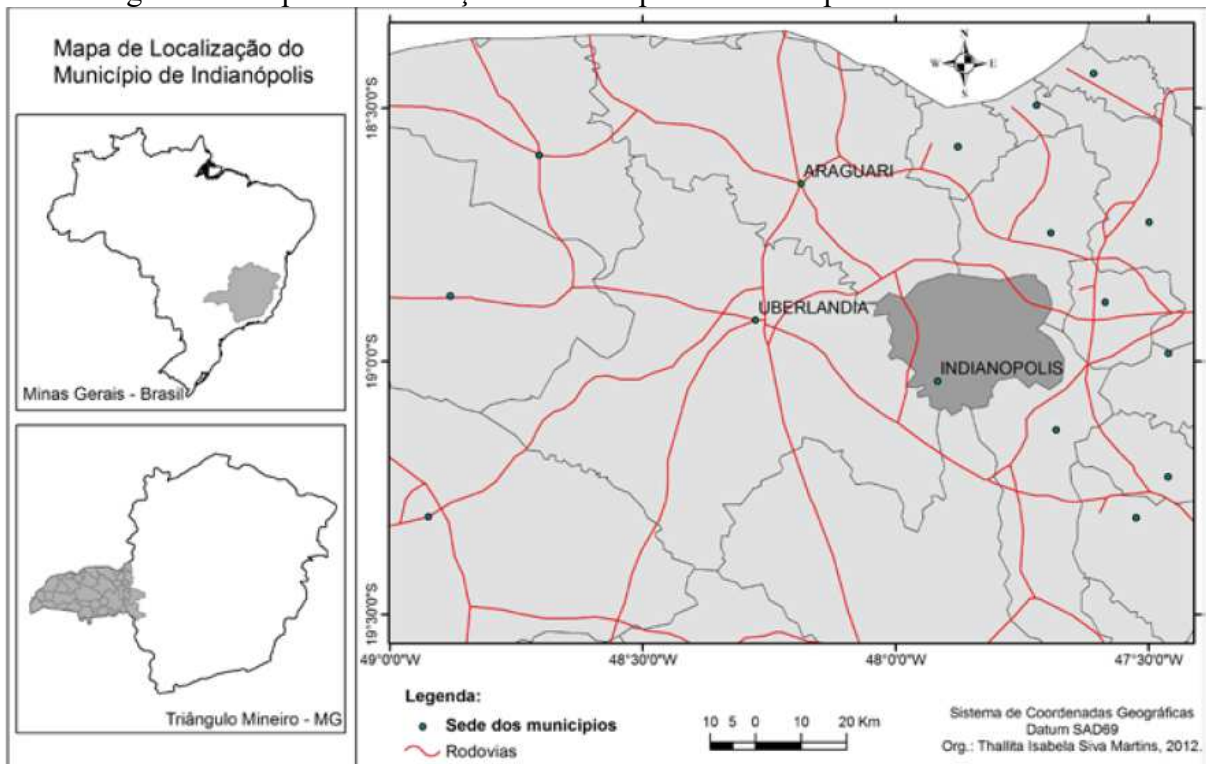 Mapa de Localização do
Município de Indianópolis
Minas Gerais - Brasil
Triângulo Mineiro - MG
N
W
E
S
ARAGUARI
UBERLANDIA
INDIANOPOLIS
18°30'0"S
19°0'0"S
19°30'0"S
49°0'0"W
48°30'0"W
48°0'0"W
47°30'0"W
Legenda:
Sede dos municipios
Rodovias
10 5 0 10 20 Km
Sistema de Coordenadas Geográficas
Datum SAD69
Org.: Thallita Isabela Siva Martins, 2012.